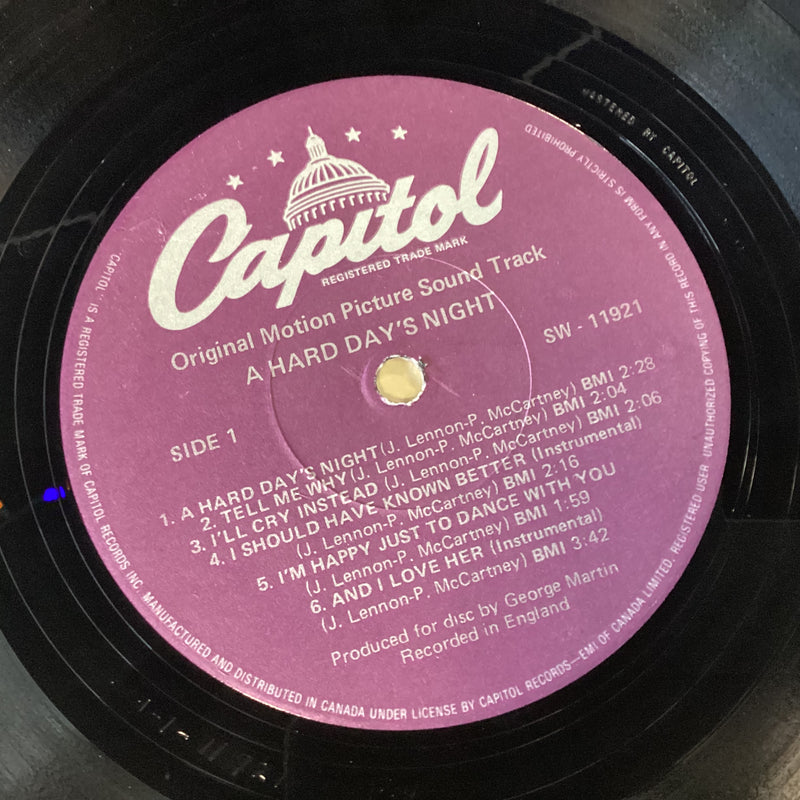 Capitol
REGISTERED TRADE MARK
Original Motion Picture Sound Track
A HARD DAY'S NIGHT
SW - 11921
SIDE 1
1. A HARD DAY'S NIGHT (J. Lennon-P. McCartney) BMI 2:28
2. TELL ME WHY (J. Lennon-P. McCartney) BMI 2:04
3. I'LL CRY INSTEAD (J. Lennon-P. McCartney) BMI 2:06
4. I SHOULD HAVE KNOWN BETTER (Instrumental)
(J. Lennon-P. McCartney) BMI 2:16
5. I'M HAPPY JUST TO DANCE WITH YOU
(J. Lennon-P. McCartney) BMI 1:59
6. AND I LOVE HER (Instrumental)
(J. Lennon-P. McCartney) BMI 3:42
Produced for disc by George Martin
Recorded in England
CAPITOL IS A REGISTERED TRADE MARK OF CAPITOL RECORDS INC. MANUFACTURED AND DISTRIBUTED IN CANADA UNDER LICENSE BY CAPITOL RECORDS—EMI OF CANADA LIMITED. REGISTERED USER. UNAUTHORIZED COPYING OF THIS RECORD IN ANY FORM IS STRICTLY PROHIBITED
MASTERED BY CAPITOL